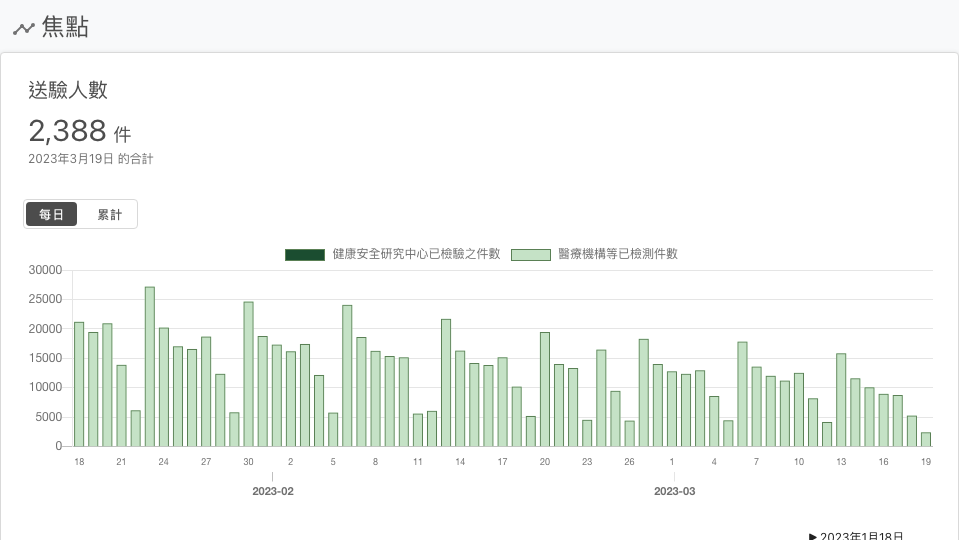 焦點
送驗人數
2,388 件
2023年3月19日 的合計
每日 累計
健康安全研究中心已檢驗之件數 醫療機構等已檢測件數
30000
25000
20000
15000
10000
5000
0
18 21 24 27 30 2 5 8 11 14 17 20 23 26 1 4 7 10 13 16 19
2023-02 2023-03
▶ 2023年1月18日